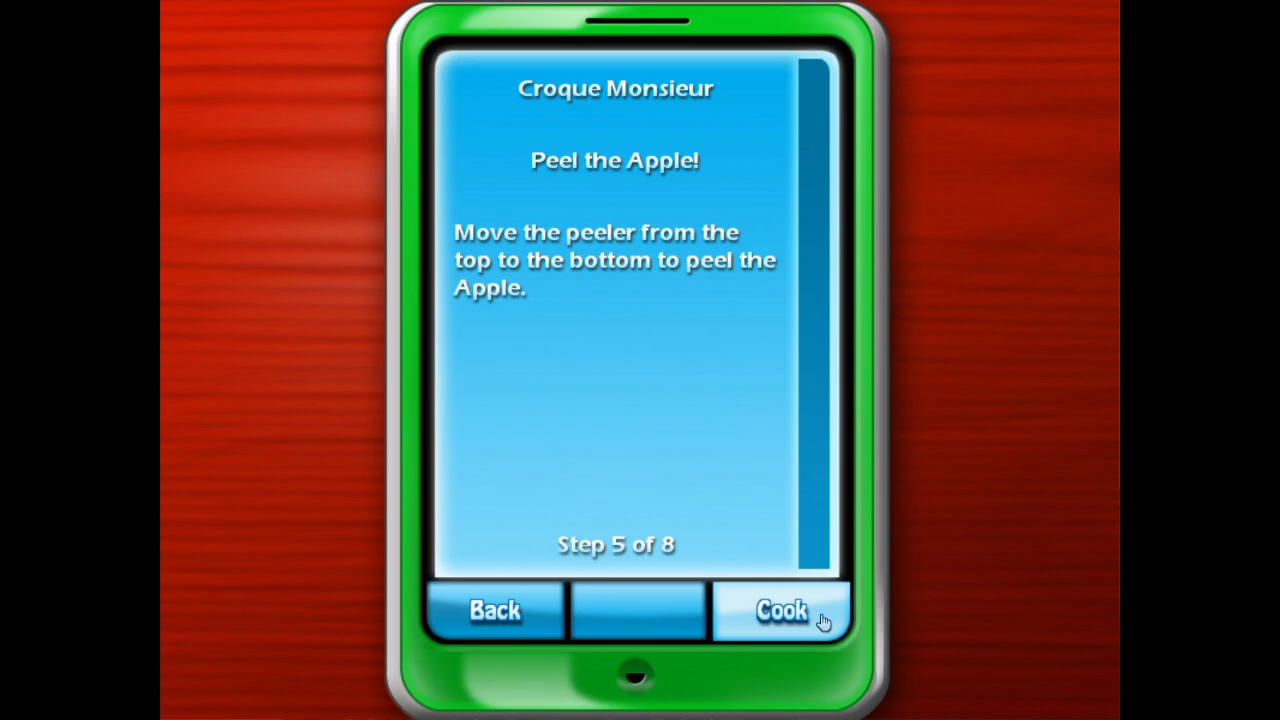 Croque Monsieur
Peel the Apple!
Move the peeler from the
top to the bottom to peel the
Apple.
Step 5 of 8
Back
Cook